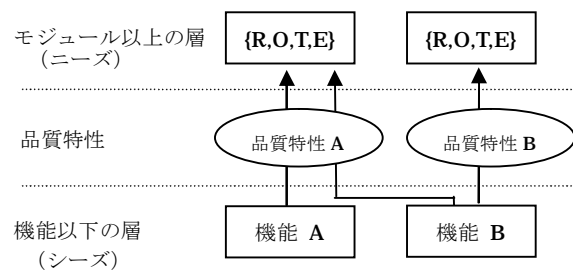 モジュール以上の層 {R,O,T,E} {R,O,T,E}
（ニーズ）
品質特性 品質特性 A 品質特性 B
機能以下の層 機能 A 機能 B
（シーズ）